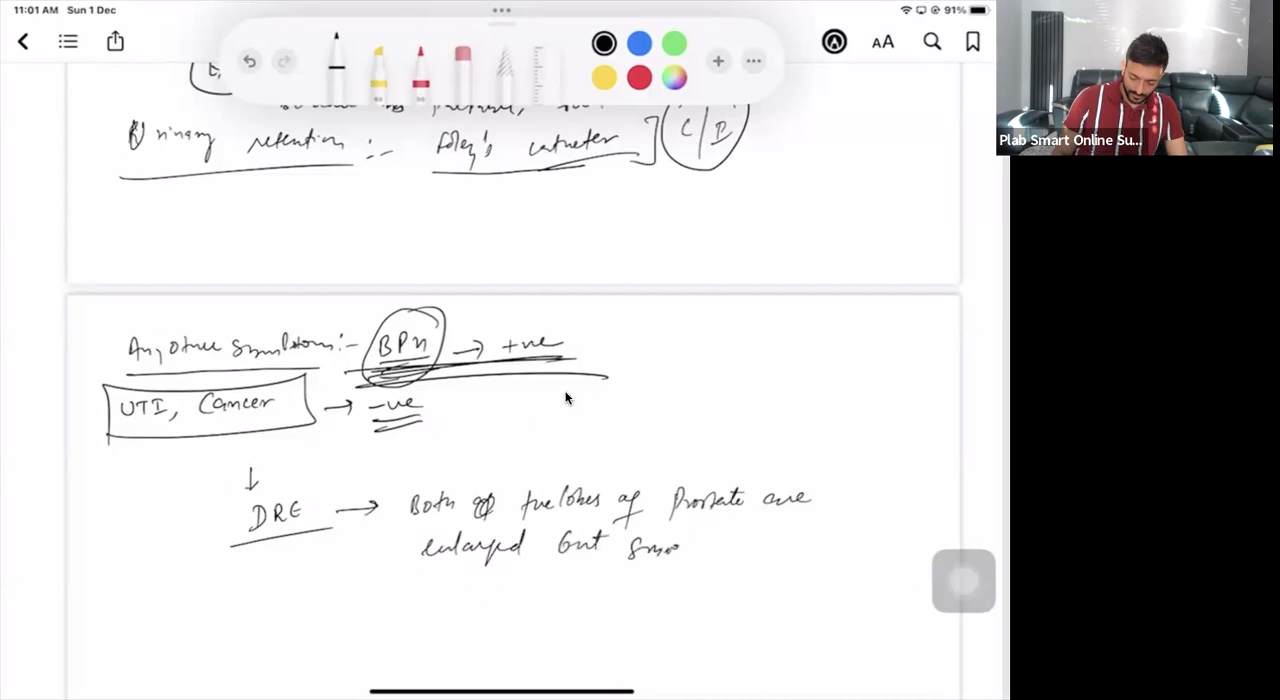 11:01 AM Sun 1 Dec
91%
AA
Plab Smart Online Su...
Urinary retention :- foley's catheter ] C/I
Any other symptoms :- BPH → +ve
UTI, Cancer → -ve
↓
DRE → Both of the lobes of Prostate are
enlarged but smoo